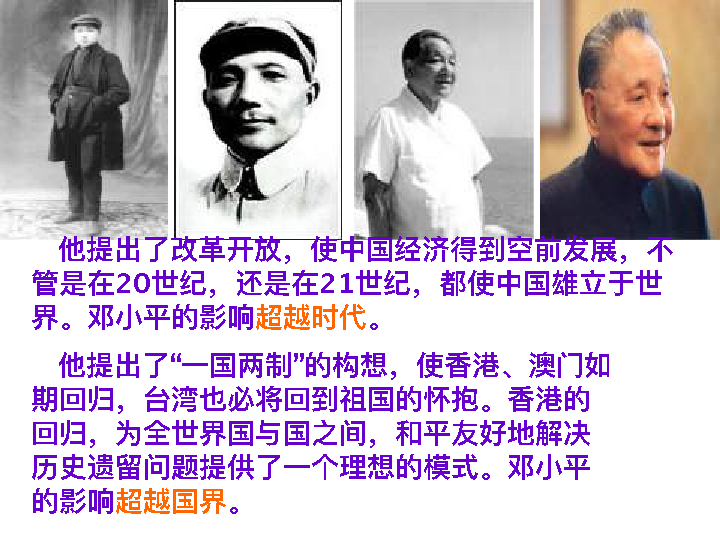 他提出了改革开放，使中国经济得到空前发展，不
管是在20世纪，还是在21世纪，都使中国雄立于世
界。邓小平的影响超越时代。
他提出了“一国两制”的构想，使香港、澳门如
期回归，台湾也必将回到祖国的怀抱。香港的
回归，为全世界国与国之间，和平友好地解决
历史遗留问题提供了一个理想的模式。邓小平
的影响超越国界。